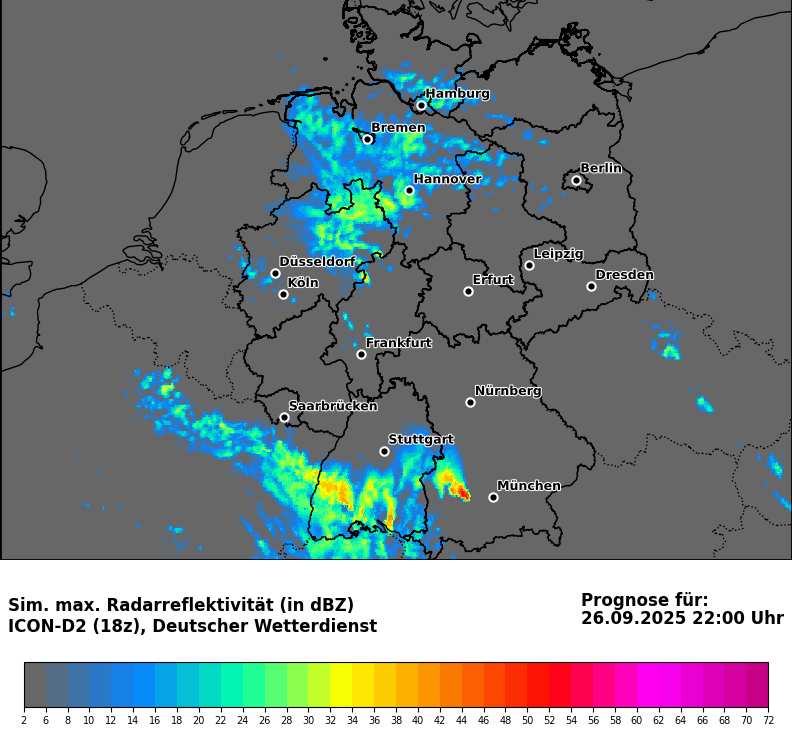 Hamburg
Bremen
Berlin
Hannover
Leipzig
Düsseldorf
Dresden
Erfurt
Köln
Frankfurt
Nürnberg
Saarbrücken
Stuttgart
München
Sim. max. Radarreflektivität (in dBZ)
ICON-D2 (18z), Deutscher Wetterdienst
Prognose für:
26.09.2025 22:00 Uhr
2 6 8 10 12 14 16 18 20 22 24 26 28 30 32 34 36 38 40 42 44 46 48 50 52 54 56 58 60 62 64 66 68 70 72